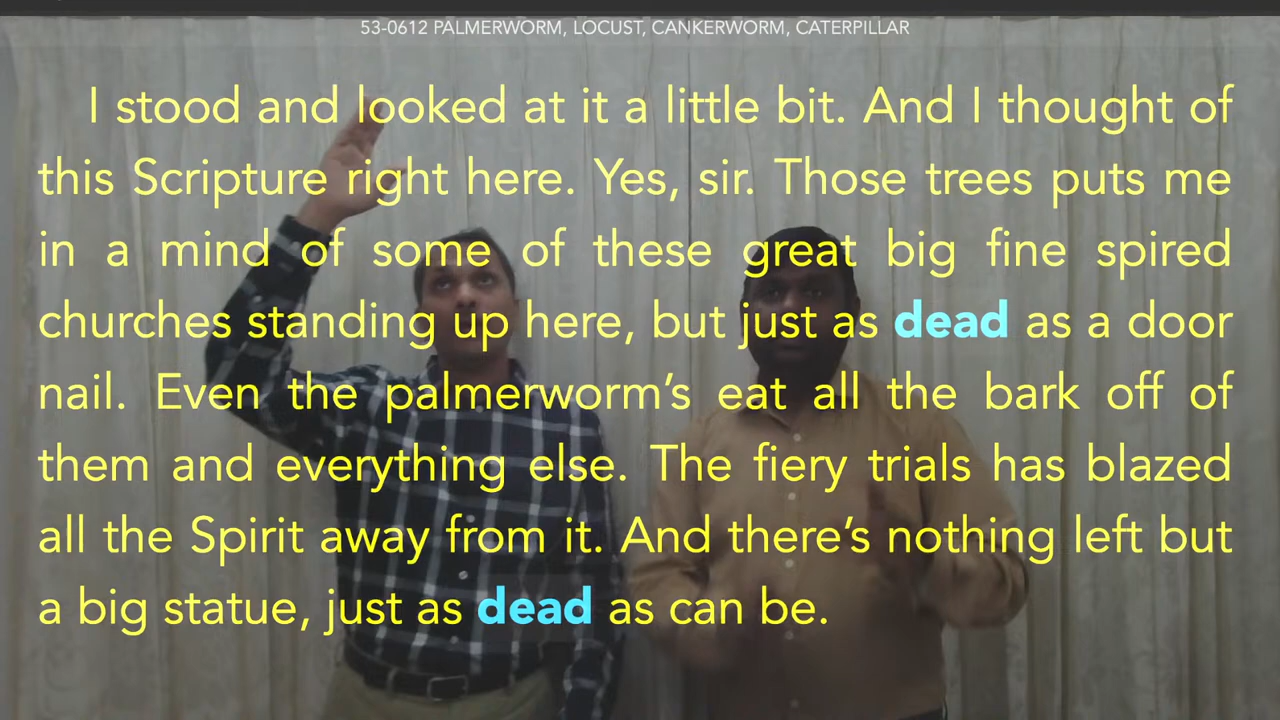 53-0612 PALMERWORM, LOCUST, CANKERWORM, CATERPILLAR
I stood and looked at it a little bit. And I thought of
this Scripture right here. Yes, sir. Those trees puts me
in a mind of some of these great big fine spired
churches standing up here, but just as dead as a door
nail. Even the palmerworm’s eat all the bark off of
them and everything else. The fiery trials has blazed
all the Spirit away from it. And there’s nothing left but
a big statue, just as dead as can be.